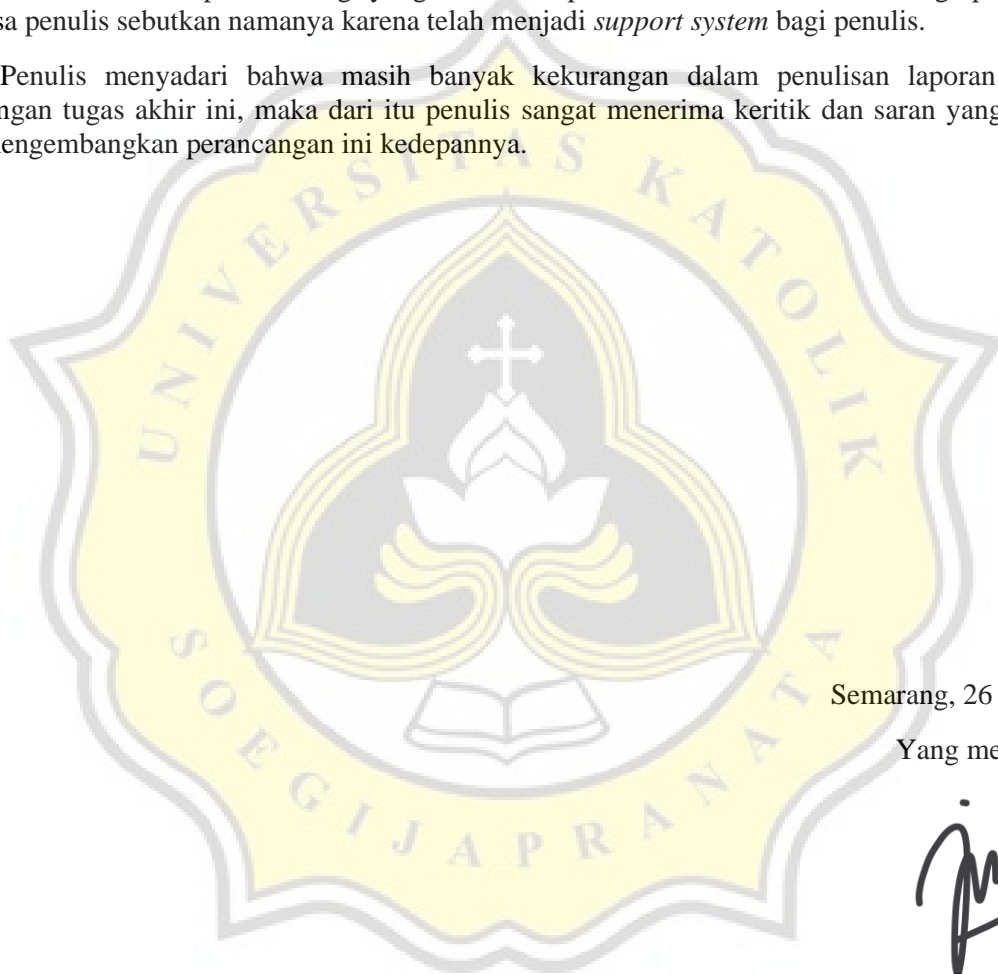 sa penulis sebutkan namanya karena telah menjadi support system bagi penulis.
Penulis menyadari bahwa masih banyak kekurangan dalam penulisan laporan
ngan tugas akhir ini, maka dari itu penulis sangat menerima keritik dan saran yang
engembangkan perancangan ini kedepannya.
UNIVERSITAS KATOLIK
SOEGIJAPRANATA
Semarang, 26
Yang me